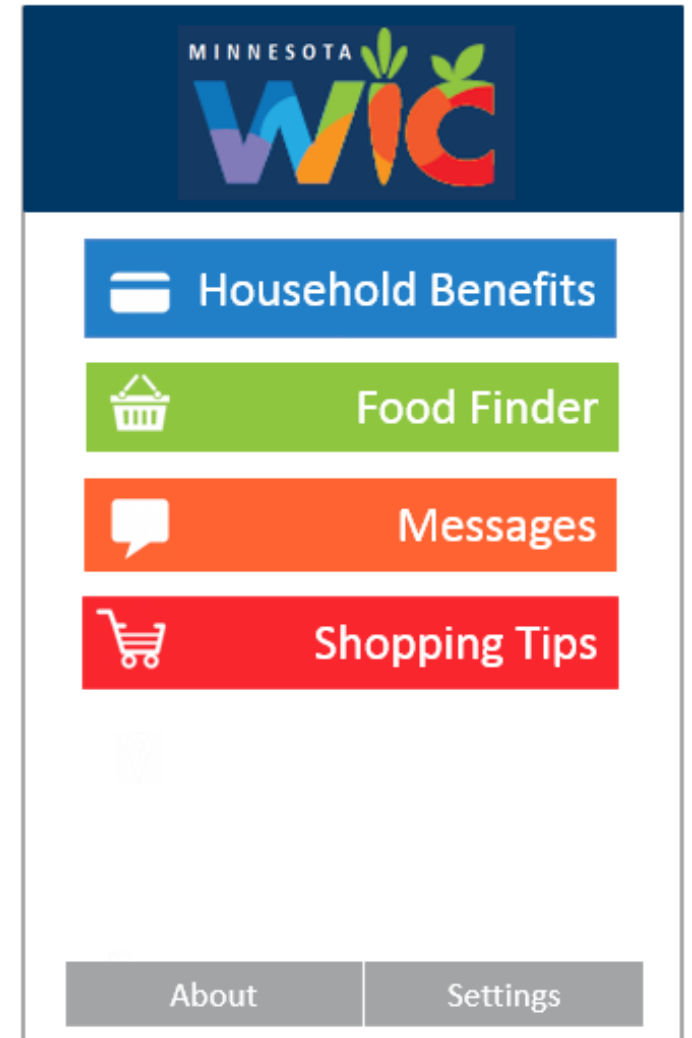 MINNESOTA
WIC
Household Benefits
Food Finder
Messages
Shopping Tips
About
Settings